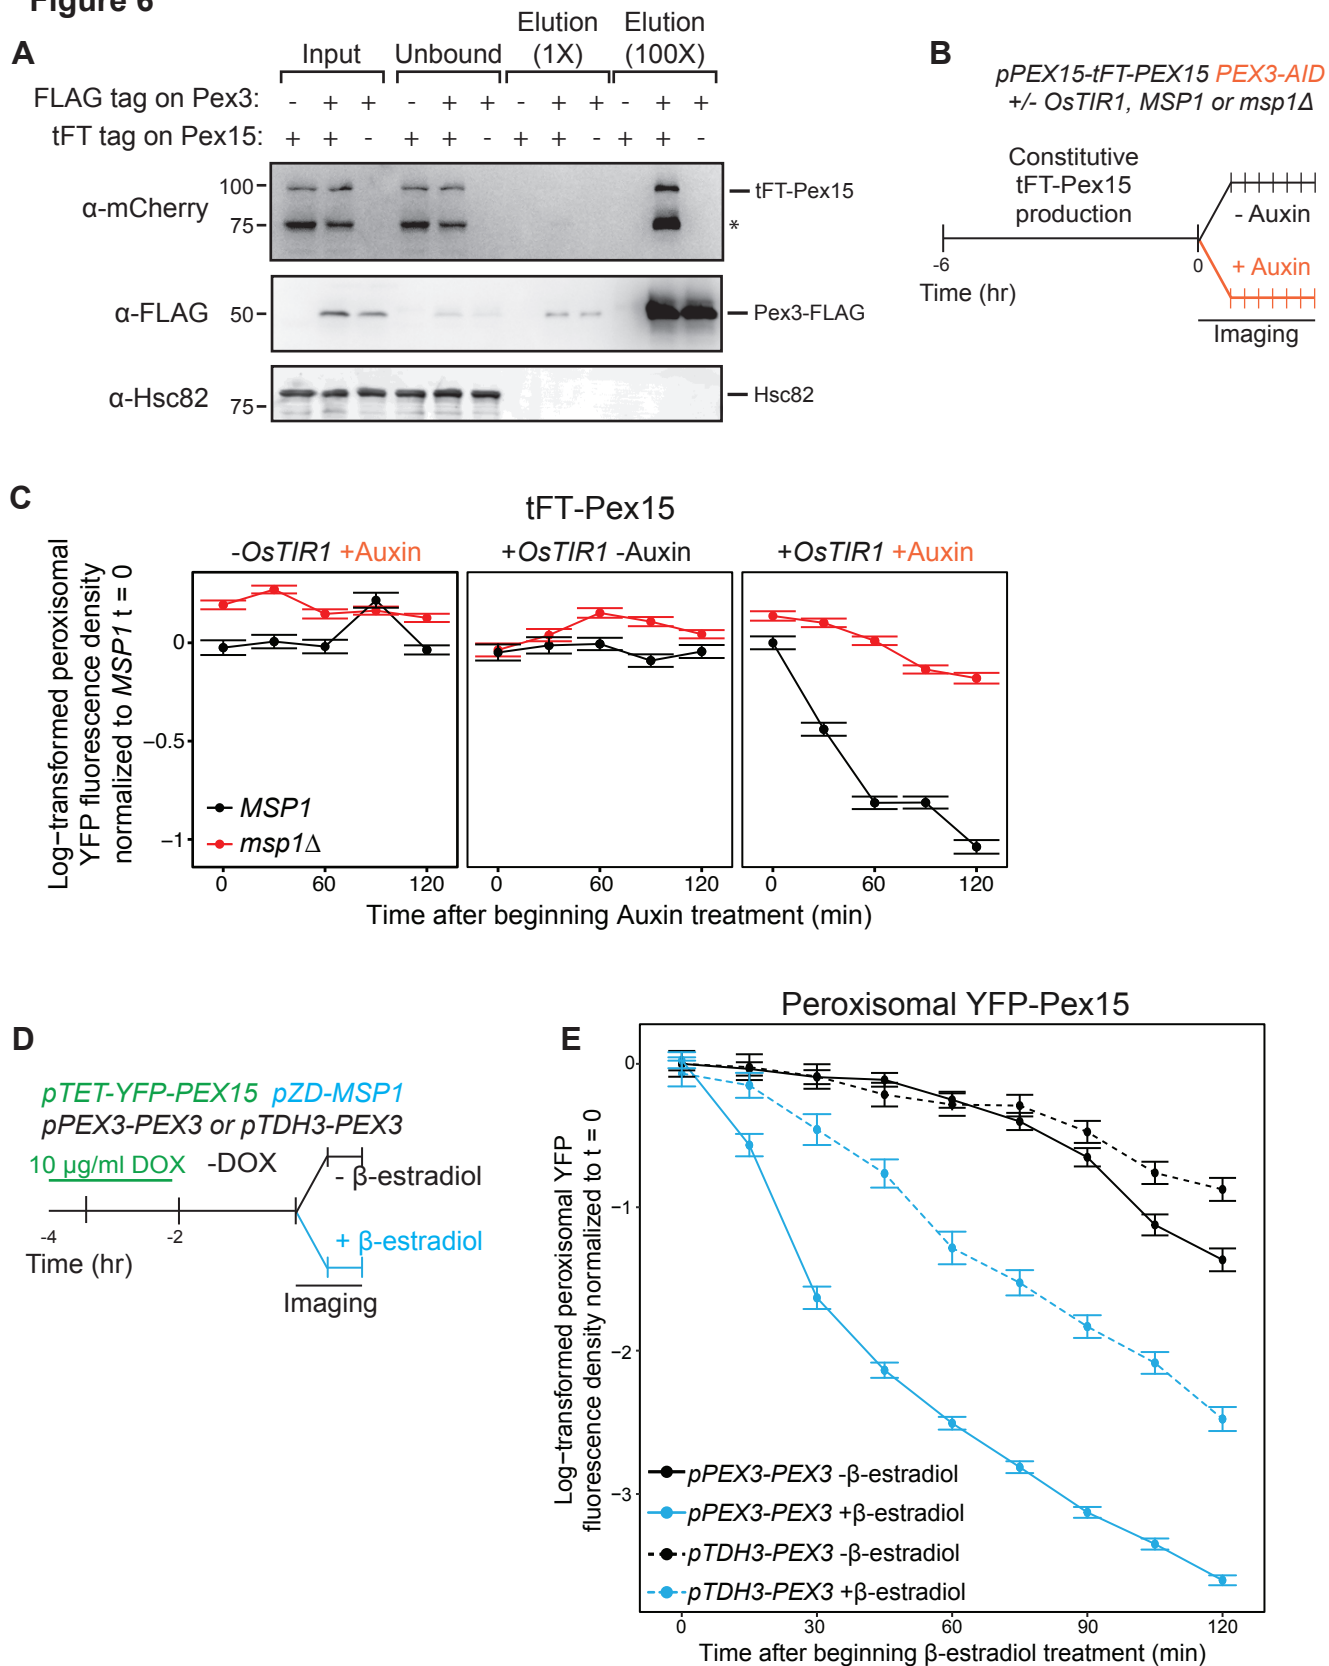 Figure 6
A
Input
Unbound
Elution (1X)
Elution (100X)
FLAG tag on Pex3: - + + - + + - + + - + +
tFT tag on Pex15: + + - + + - + + - + + -
α-mCherry
100
75
tFT-Pex15
*
α-FLAG
50
Pex3-FLAG
α-Hsc82
75
Hsc82
B
pPEX15-tFT-PEX15 PEX3-AID
+/- OsTIR1, MSP1 or msp1Δ
Constitutive
tFT-Pex15
production
- Auxin
+ Auxin
-6
0
Time (hr)
Imaging
C
tFT-Pex15
-OsTIR1 +Auxin
+OsTIR1 -Auxin
+OsTIR1 +Auxin
Log−transformed peroxisomal
YFP fluorescence density
normalized to MSP1 t = 0
0
−0.5
−1
MSP1
msp1Δ
0 60 120
0 60 120
0 60 120
Time after beginning Auxin treatment (min)
D
pTET-YFP-PEX15 pZD-MSP1
pPEX3-PEX3 or pTDH3-PEX3
10 µg/ml DOX
-DOX
- β-estradiol
+ β-estradiol
-4
-2
Time (hr)
Imaging
E
Peroxisomal YFP-Pex15
Log−transformed peroxisomal YFP
fluorescence density normalized to t = 0
0
−1
−2
−3
pPEX3-PEX3 -β-estradiol
pPEX3-PEX3 +β-estradiol
pTDH3-PEX3 -β-estradiol
pTDH3-PEX3 +β-estradiol
0 30 60 90 120
Time after beginning β-estradiol treatment (min)